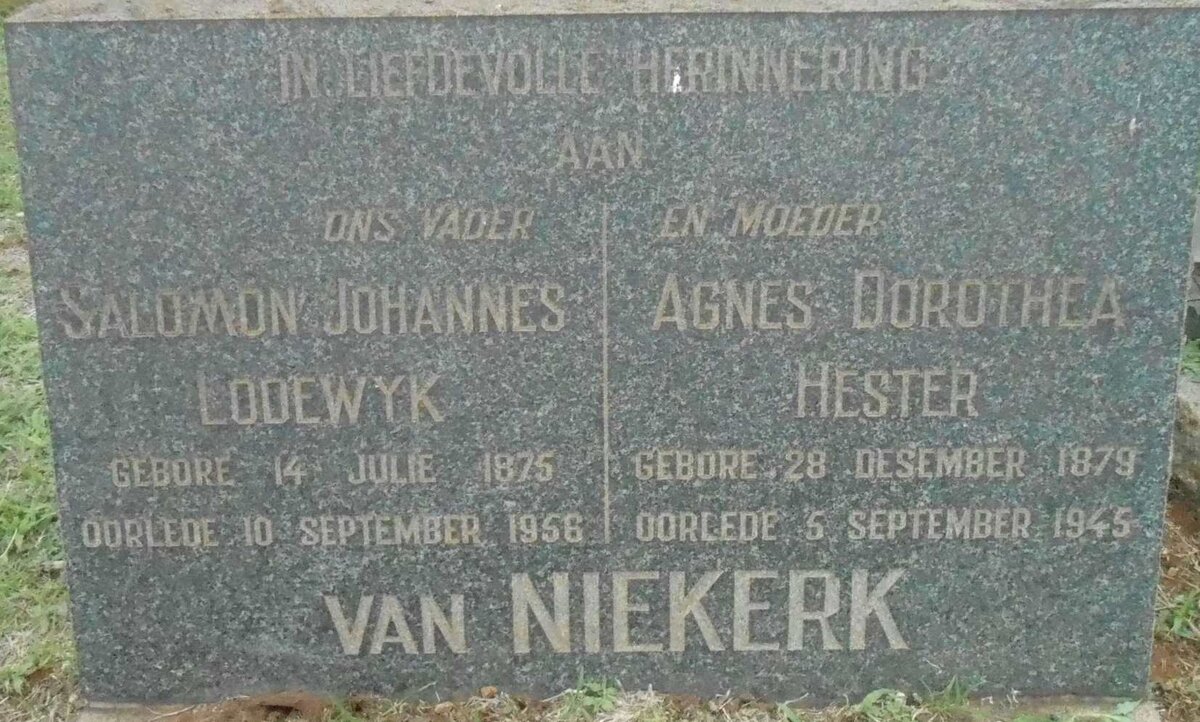 IN LIEFDEVOLLE HERINNERING
AAN
ONS VADER
SALOMON JOHANNES
LODEWYK
GEBORE 14 JULIE 1875
OORLEDE 10 SEPTEMBER 1956
EN MOEDER
AGNES DOROTHEA
HESTER
GEBORE 28 DESEMBER 1879
OORLEDE 5 SEPTEMBER 1945
VAN NIEKERK